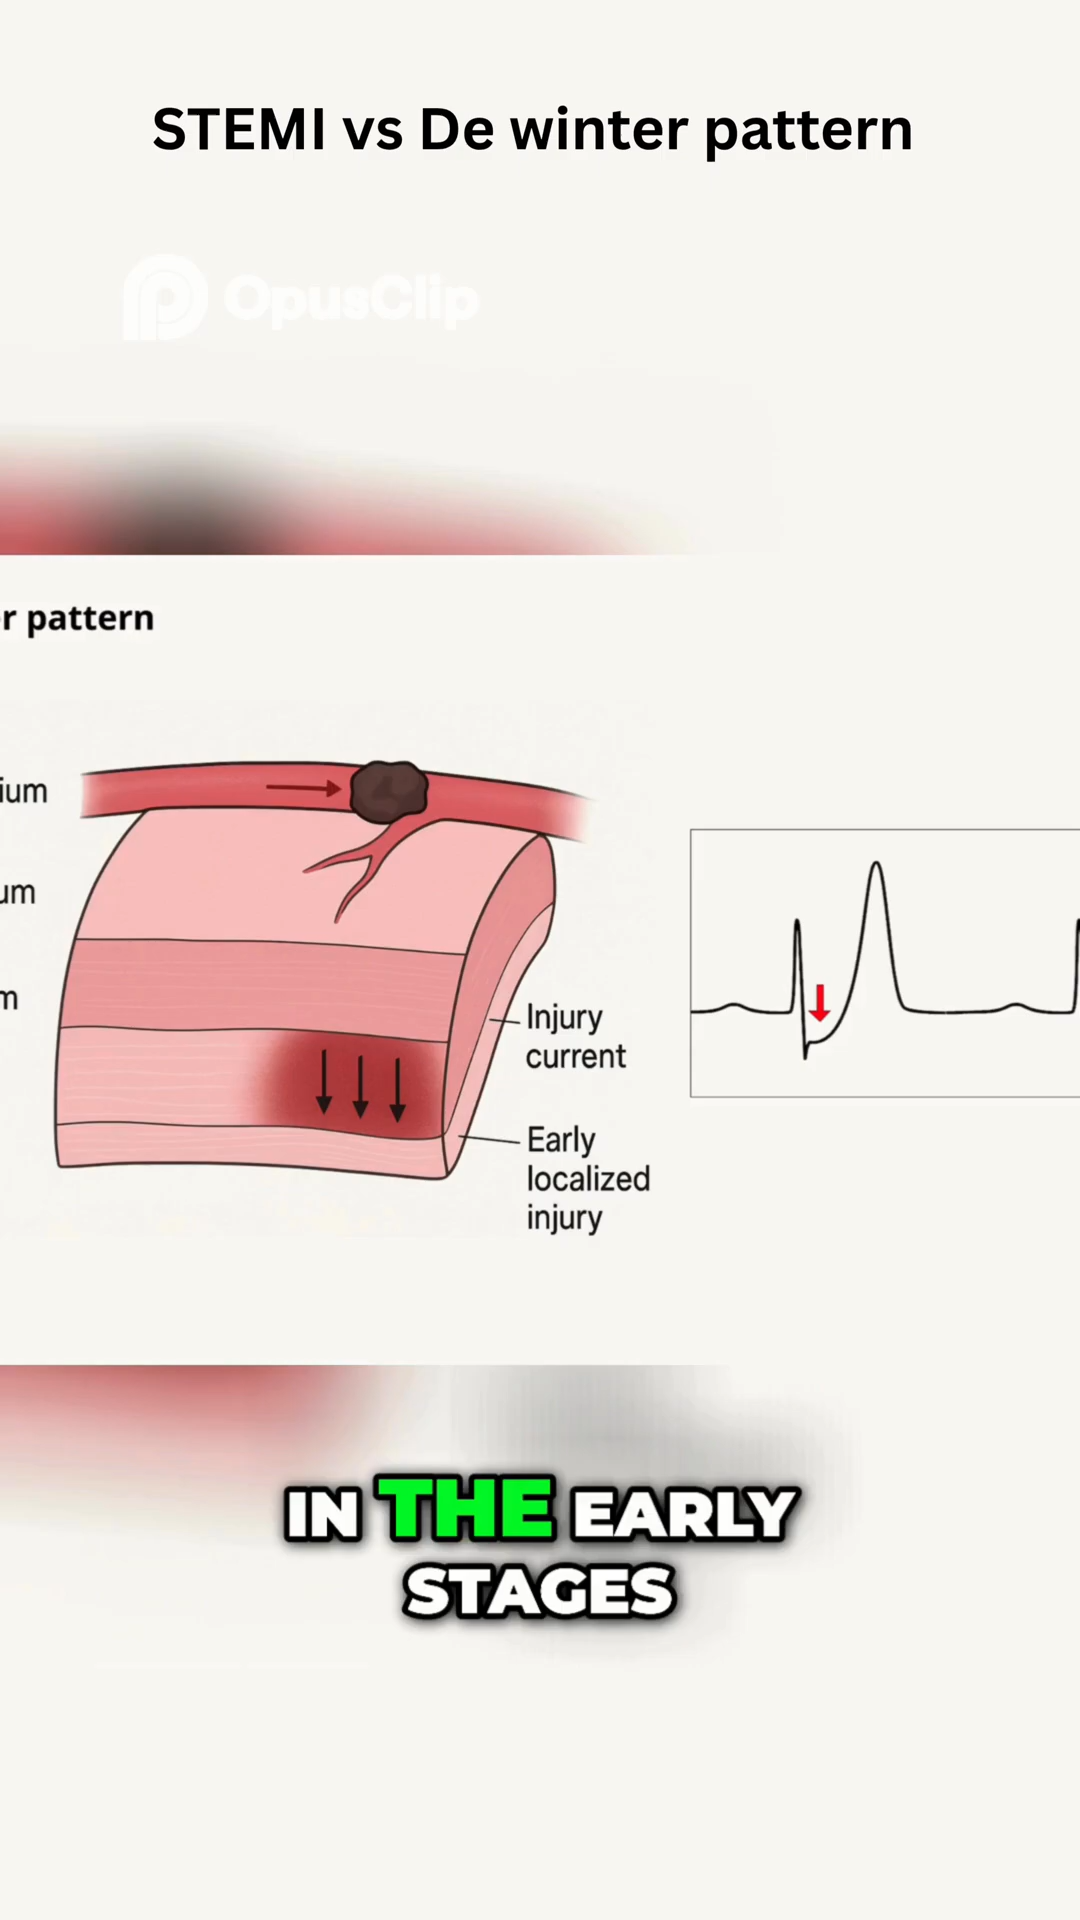 STEMI vs De winter pattern
OpusClip
r pattern
ium
um
m
Injury
current
Early
localized
injury
IN THE EARLY
STAGES